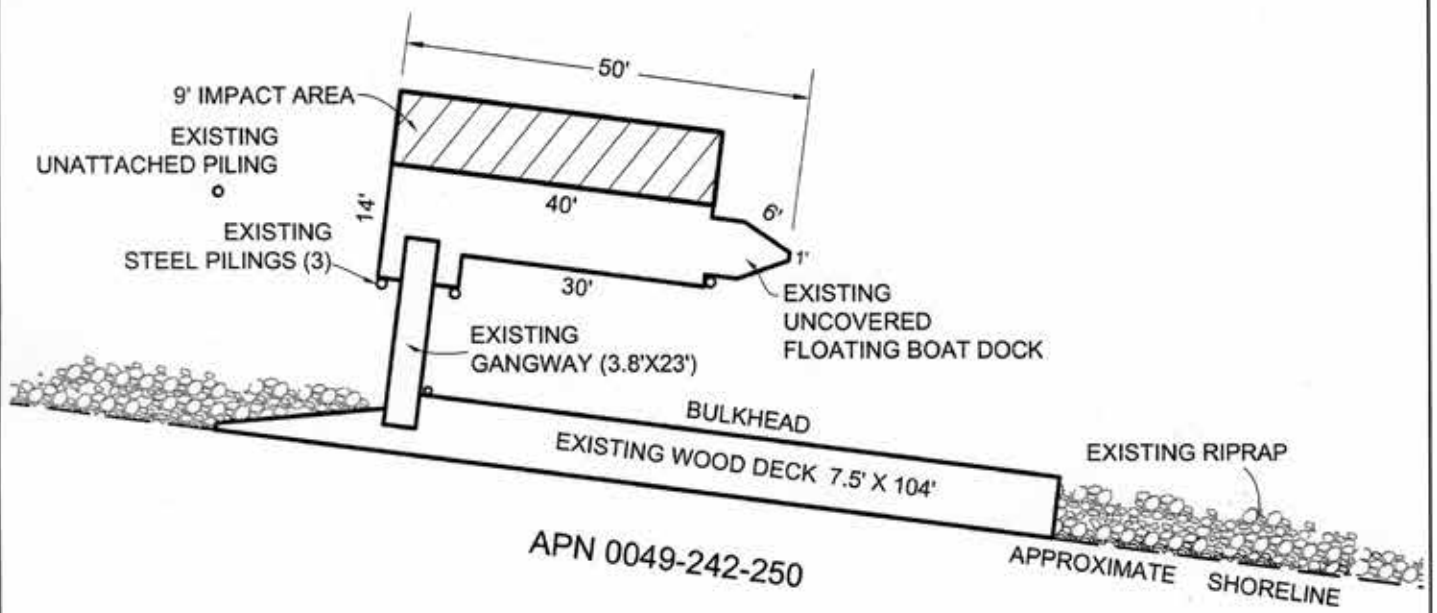 50'
9' IMPACT AREA
EXISTING
UNATTACHED PILING
14'
40'
6'
1'
EXISTING
STEEL PILINGS (3)
30'
EXISTING
UNCOVERED
FLOATING BOAT DOCK
EXISTING
GANGWAY (3.8'X23')
BULKHEAD
EXISTING WOOD DECK 7.5' X 104'
EXISTING RIPRAP
APN 0049-242-250
APPROXIMATE SHORELINE